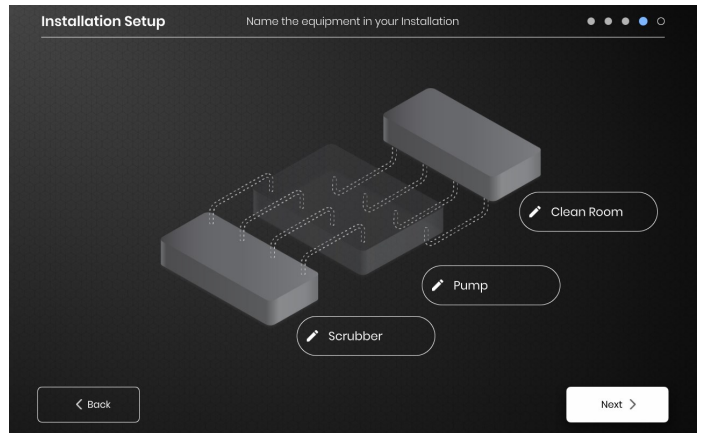 Installation Setup
Name the equipment in your Installation
Clean Room
Pump
Scrubber
Back
Next